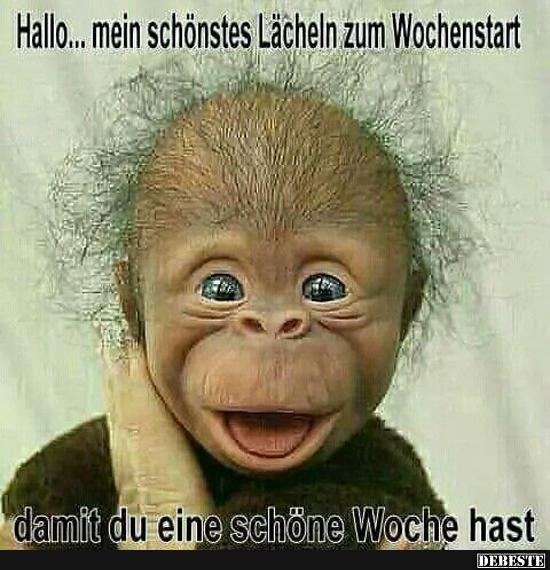 Hallo... mein schönstes Lächeln zum Wochenstart
damit du eine schöne Woche hast
DEBESTE